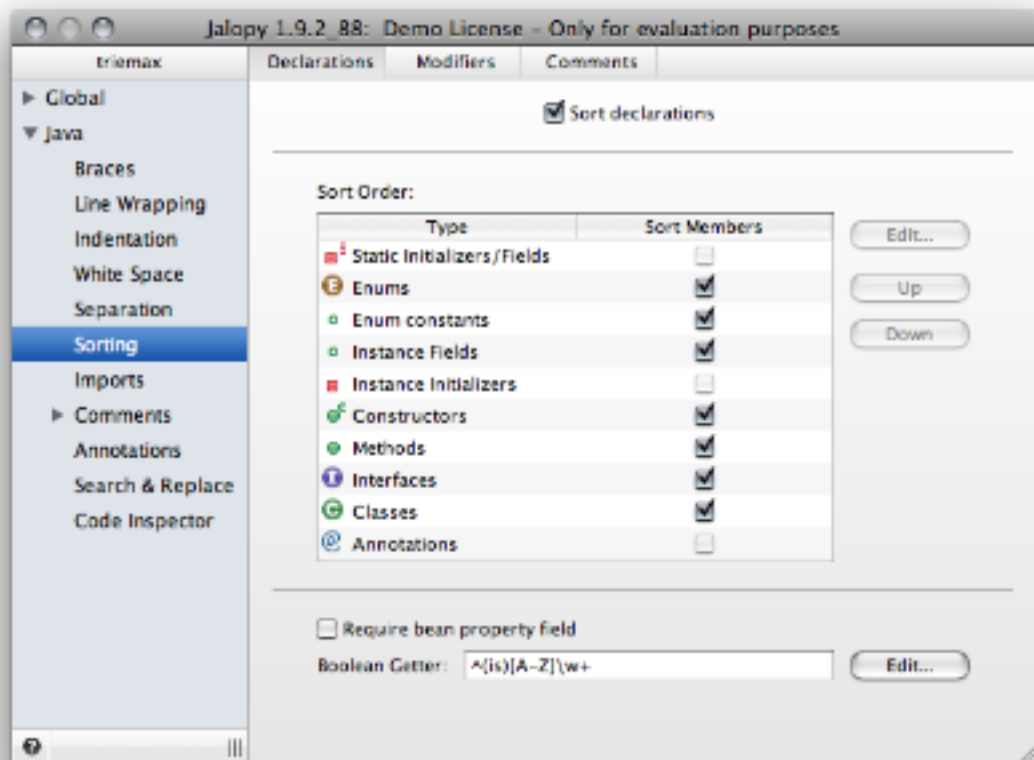 Jalopy 1.9.2_88: Demo License - Only for evaluation purposes
triemax
Declarations Modifiers Comments
Global
Java
Braces
Line Wrapping
Indentation
White Space
Separation
Sorting
Imports
Comments
Annotations
Search & Replace
Code Inspector
Sort declarations
Sort Order:
Type Sort Members
Static Initializers/Fields
Enums
Enum constants
Instance Fields
Instance Initializers
Constructors
Methods
Interfaces
Classes
Annotations
Edit...
Up
Down
Require bean property field
Boolean Getter: ^(is)[A-Z]\w+ Edit...